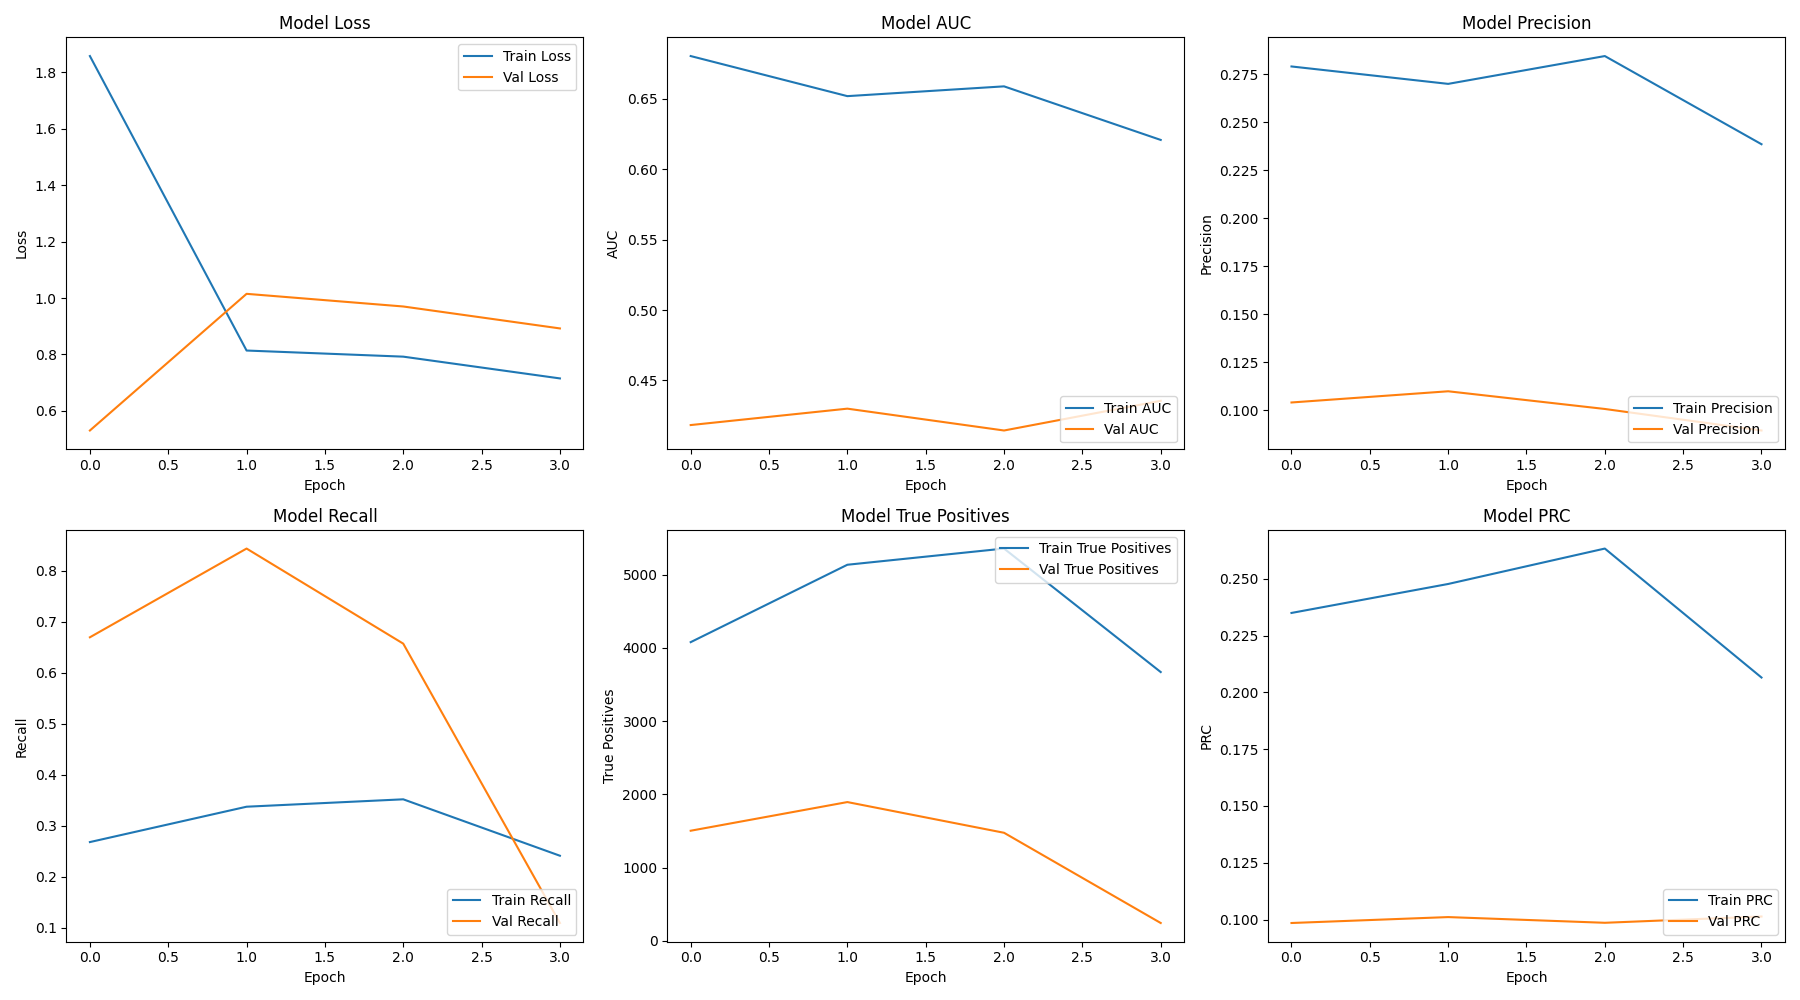 Model Loss
Train Loss
Val Loss
Loss
1.8
1.6
1.4
1.2
1.0
0.8
0.6
0.0 0.5 1.0 1.5 2.0 2.5 3.0
Epoch
Model AUC
AUC
0.65
0.60
0.55
0.50
0.45
Train AUC
Val AUC
0.0 0.5 1.0 1.5 2.0 2.5 3.0
Epoch
Model Precision
Precision
0.275
0.250
0.225
0.200
0.175
0.150
0.125
0.100
Train Precision
Val Precision
0.0 0.5 1.0 1.5 2.0 2.5 3.0
Epoch
Model Recall
Recall
0.8
0.7
0.6
0.5
0.4
0.3
0.2
0.1
Train Recall
Val Recall
0.0 0.5 1.0 1.5 2.0 2.5 3.0
Epoch
Model True Positives
Train True Positives
Val True Positives
True Positives
5000
4000
3000
2000
1000
0
0.0 0.5 1.0 1.5 2.0 2.5 3.0
Epoch
Model PRC
PRC
0.250
0.225
0.200
0.175
0.150
0.125
0.100
Train PRC
Val PRC
0.0 0.5 1.0 1.5 2.0 2.5 3.0
Epoch